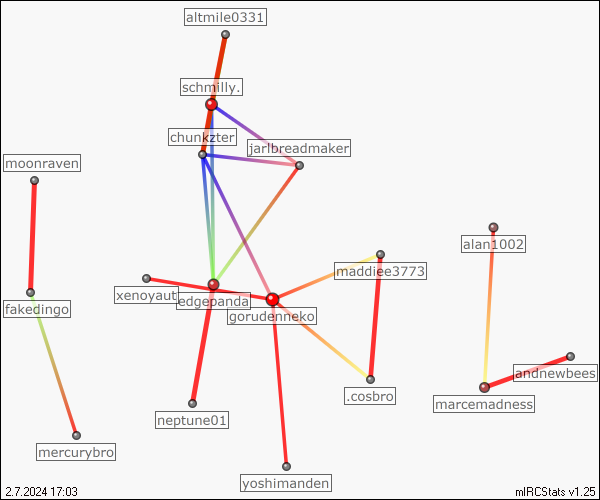 altmile0331
schmilly.
chunkzter
jarlbreadmaker
moonraven
alan1002
maddiee3773
xenoyaut
edgepanda
fakedingo
gorudenneko
andnewbees
.cosbro
marcemadness
neptune01
mercurybro
yoshimanden
2.7.2024 17:03
mIRCStats v1.25